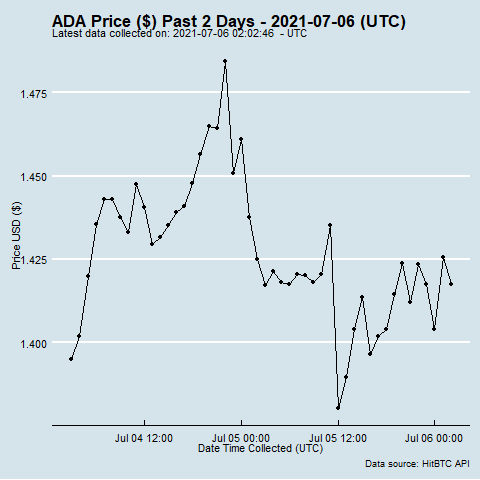 ADA Price ($) Past 2 Days - 2021-07-06 (UTC)
Latest data collected on: 2021-07-06 02:02:46  - UTC
1.475
1.450
1.425
1.400
Price USD ($)
Jul 04 12:00
Jul 05 00:00
Jul 05 12:00
Jul 06 00:00
Date Time Collected (UTC)
Data source: HitBTC API